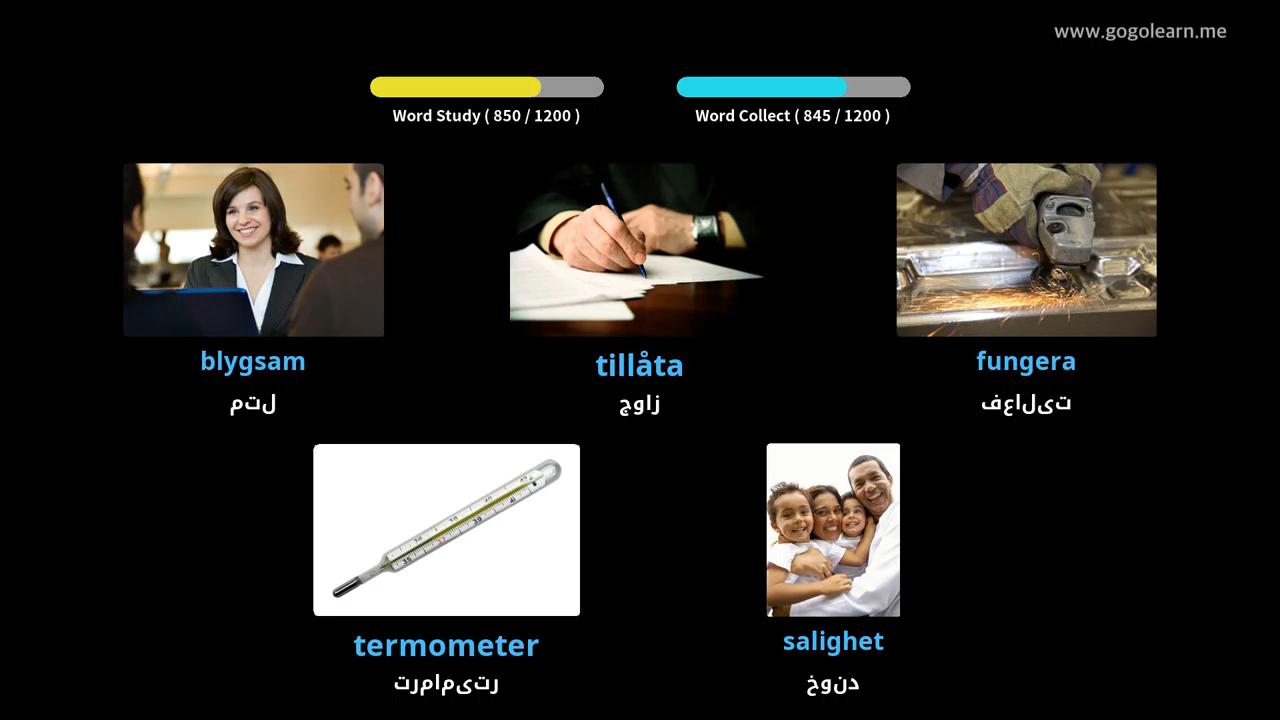 www.gogolearn.me
Word Study ( 850 / 1200 )
Word Collect ( 845 / 1200 )
blygsam
لتم
tillåta
زاوج
fungera
تیلاعف
termometer
رتیمامرت
salighet
دنوخ